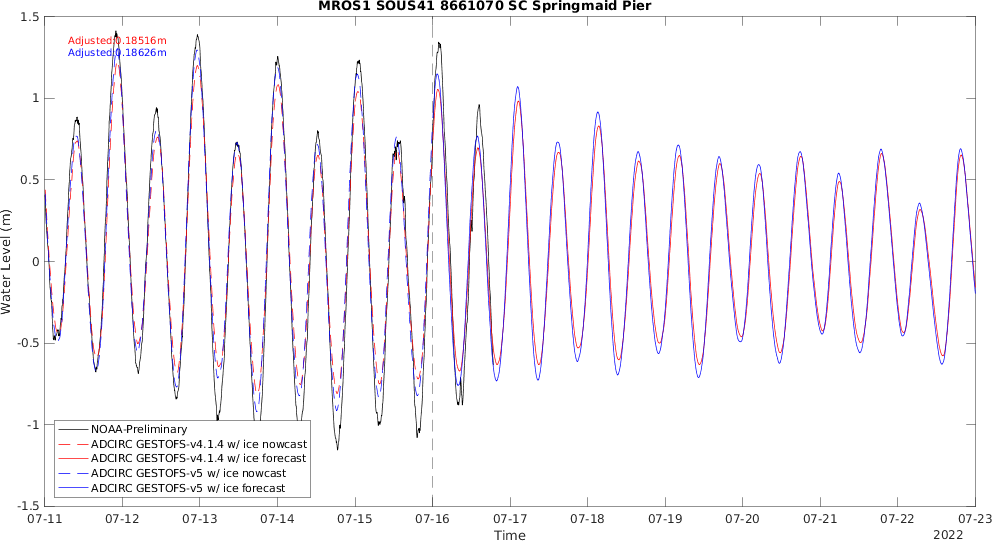 MROS1 SOUS41 8661070 SC Springmaid Pier
Adjusted:0.18516m
Adjusted:0.18626m
1.5
1
0.5
0
-0.5
-1
-1.5
Water Level (m)
NOAA-Preliminary
ADCIRC GESTOFS-v4.1.4 w/ ice nowcast
ADCIRC GESTOFS-v4.1.4 w/ ice forecast
ADCIRC GESTOFS-v5 w/ ice nowcast
ADCIRC GESTOFS-v5 w/ ice forecast
07-11 07-12 07-13 07-14 07-15 07-16 07-17 07-18 07-19 07-20 07-21 07-22 07-23
Time
2022